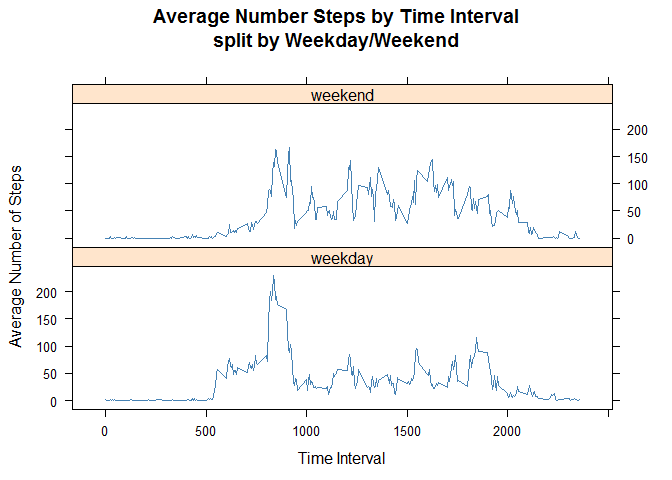 Average Number Steps by Time Interval
split by Weekday/Weekend
weekend
200
150
100
50
0
weekday
200
150
100
50
0
0 500 1000 1500 2000
Time Interval
Average Number of Steps